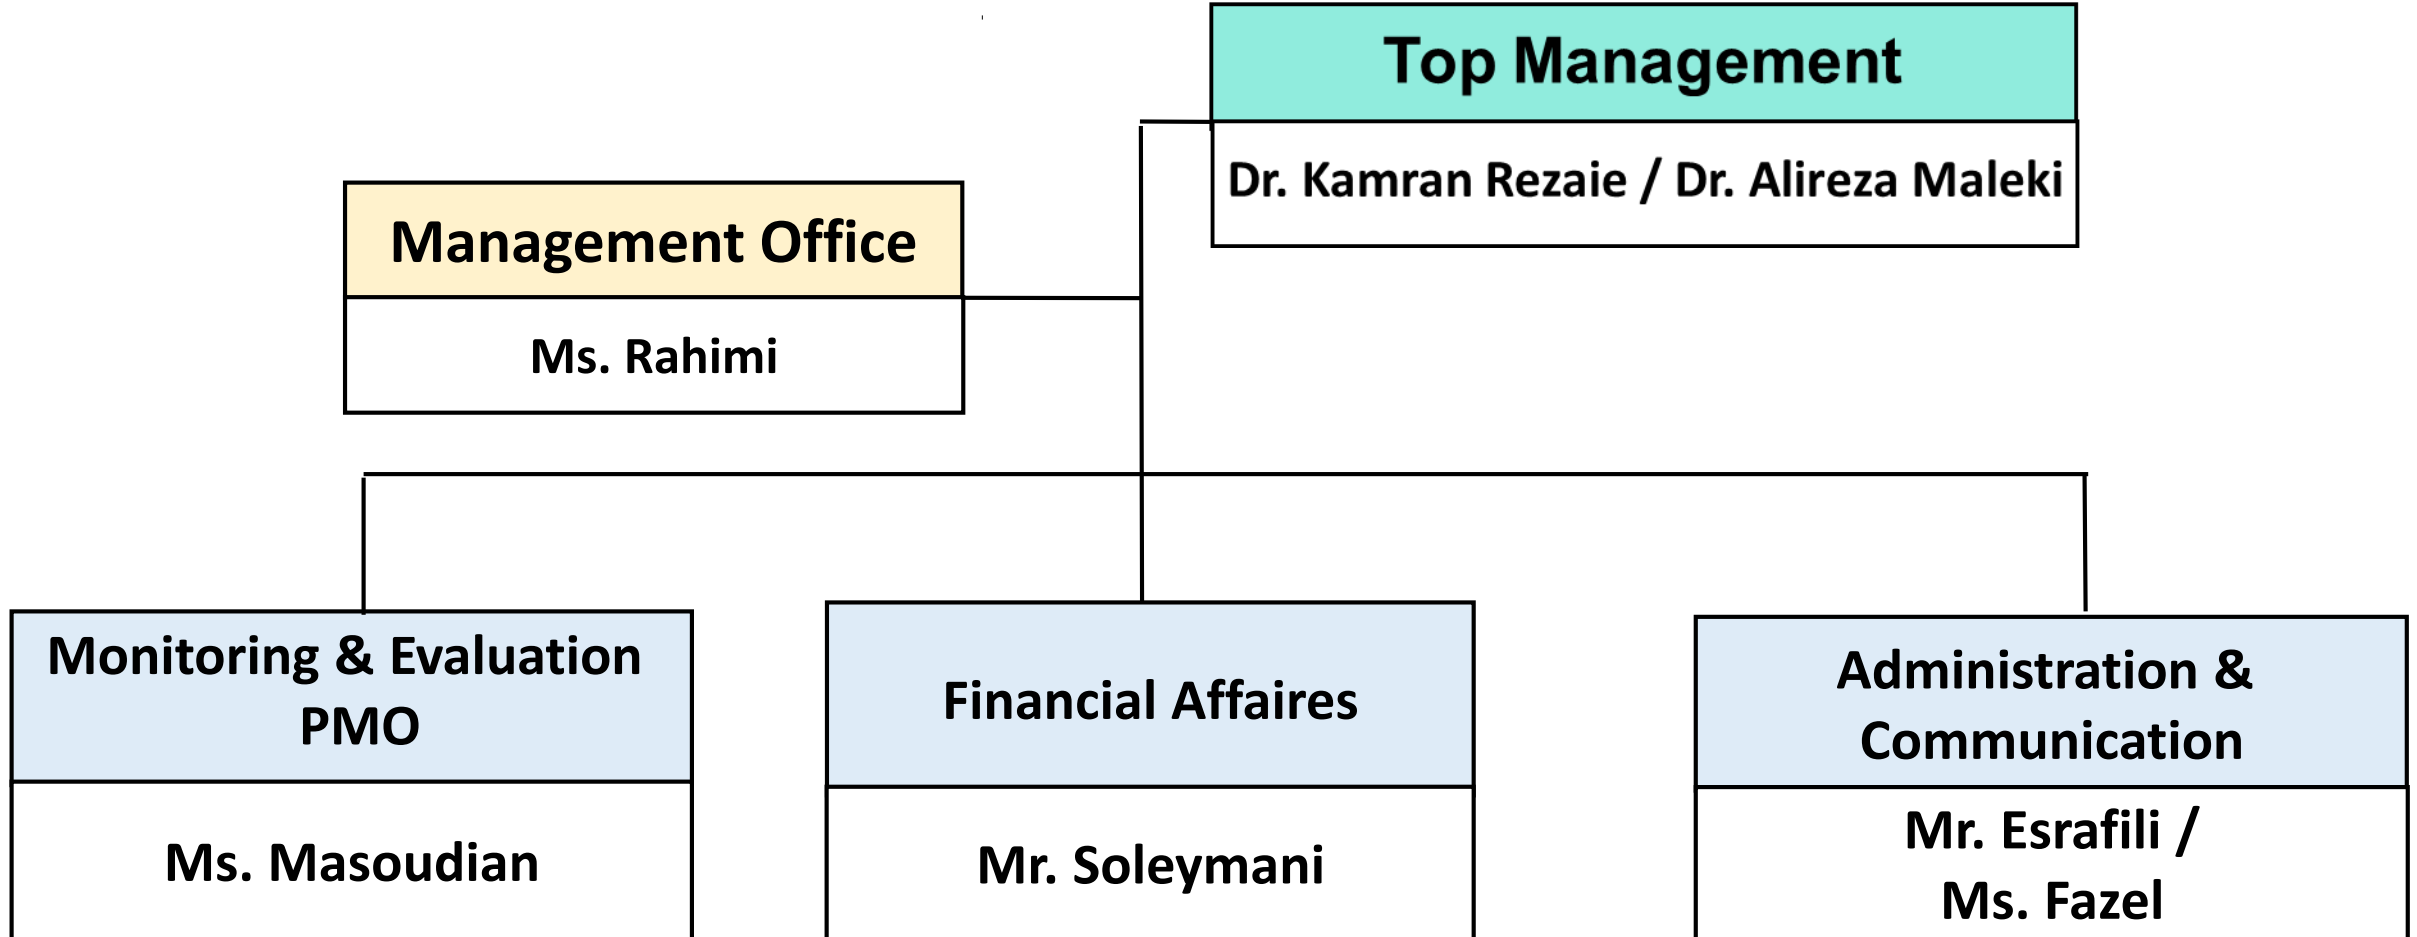 Top Management
Dr. Kamran Rezaie / Dr. Alireza Maleki
Management Office
Ms. Rahimi
Monitoring & Evaluation
PMO
Ms. Masoudian
Financial Affaires
Mr. Soleymani
Administration &
Communication
Mr. Esrafili /
Ms. Fazel